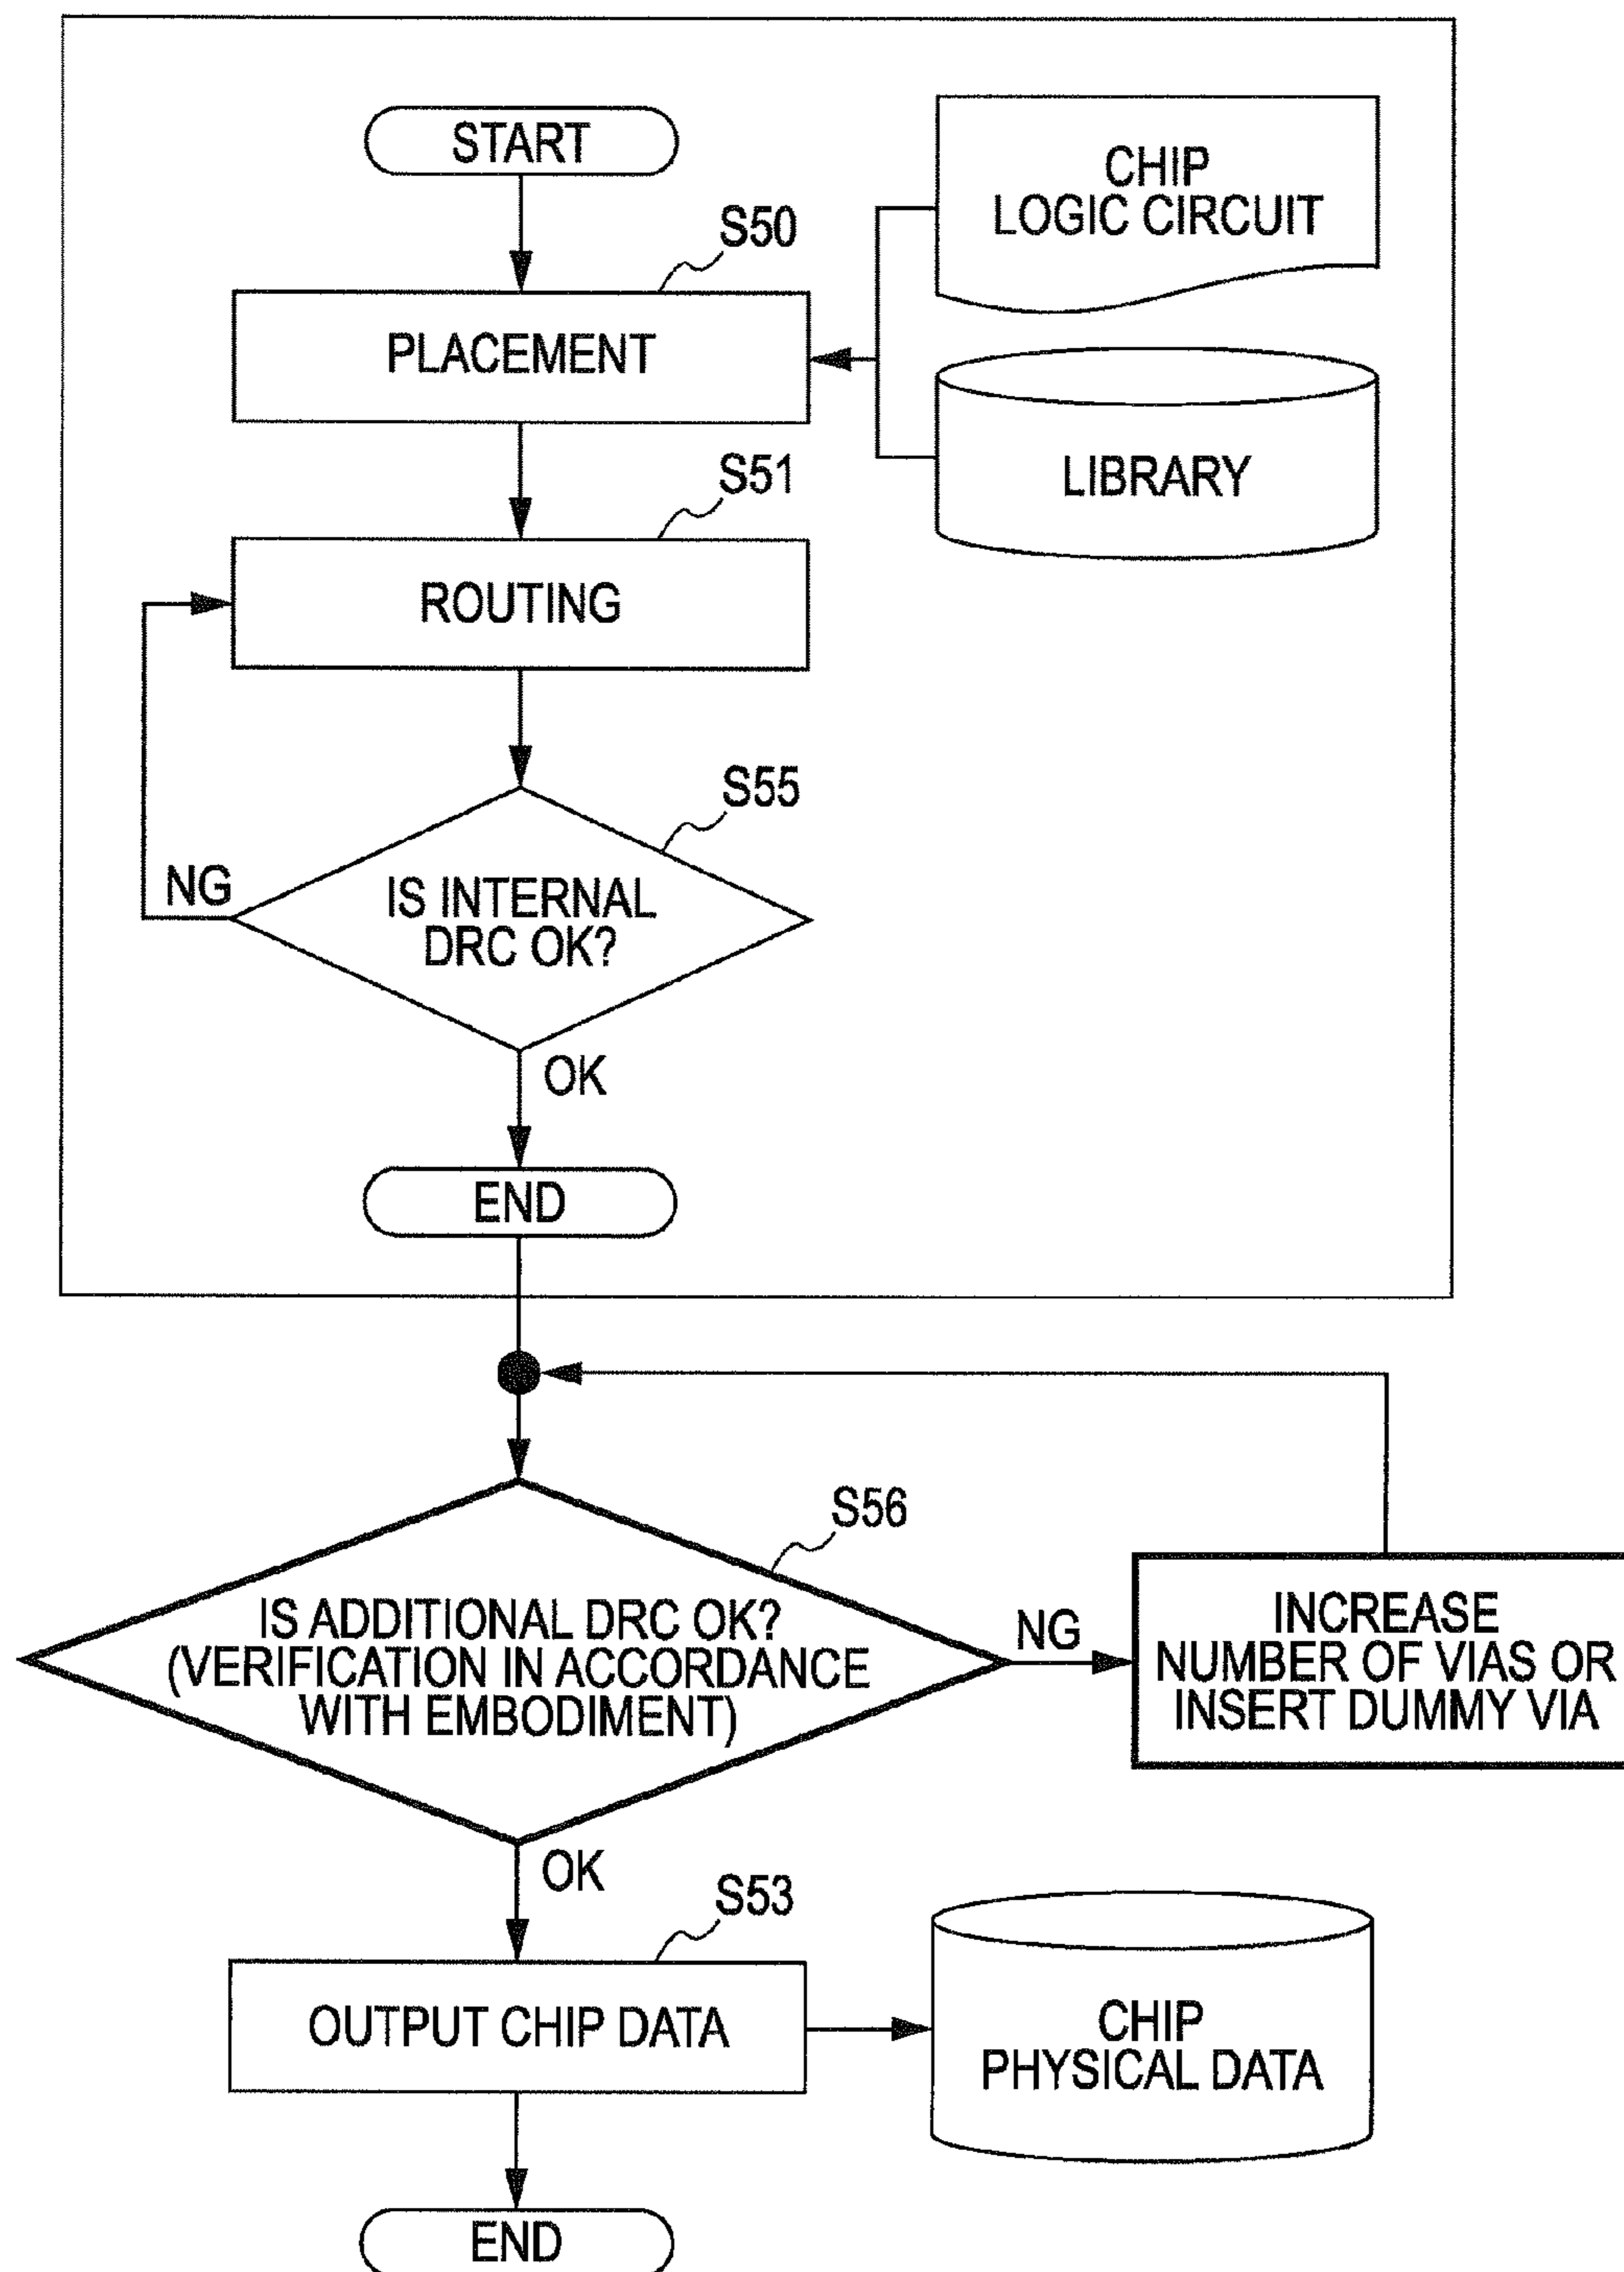 START
CHIP
LOGIC CIRCUIT
S50
PLACEMENT
LIBRARY
S51
ROUTING
S55
NG
IS INTERNAL
DRC OK?
OK
END
S56
IS ADDITIONAL DRC OK?
(VERIFICATION IN ACCORDANCE
WITH EMBODIMENT)
NG
INCREASE
NUMBER OF VIAS OR
INSERT DUMMY VIA
OK
S53
OUTPUT CHIP DATA
CHIP
PHYSICAL DATA
END